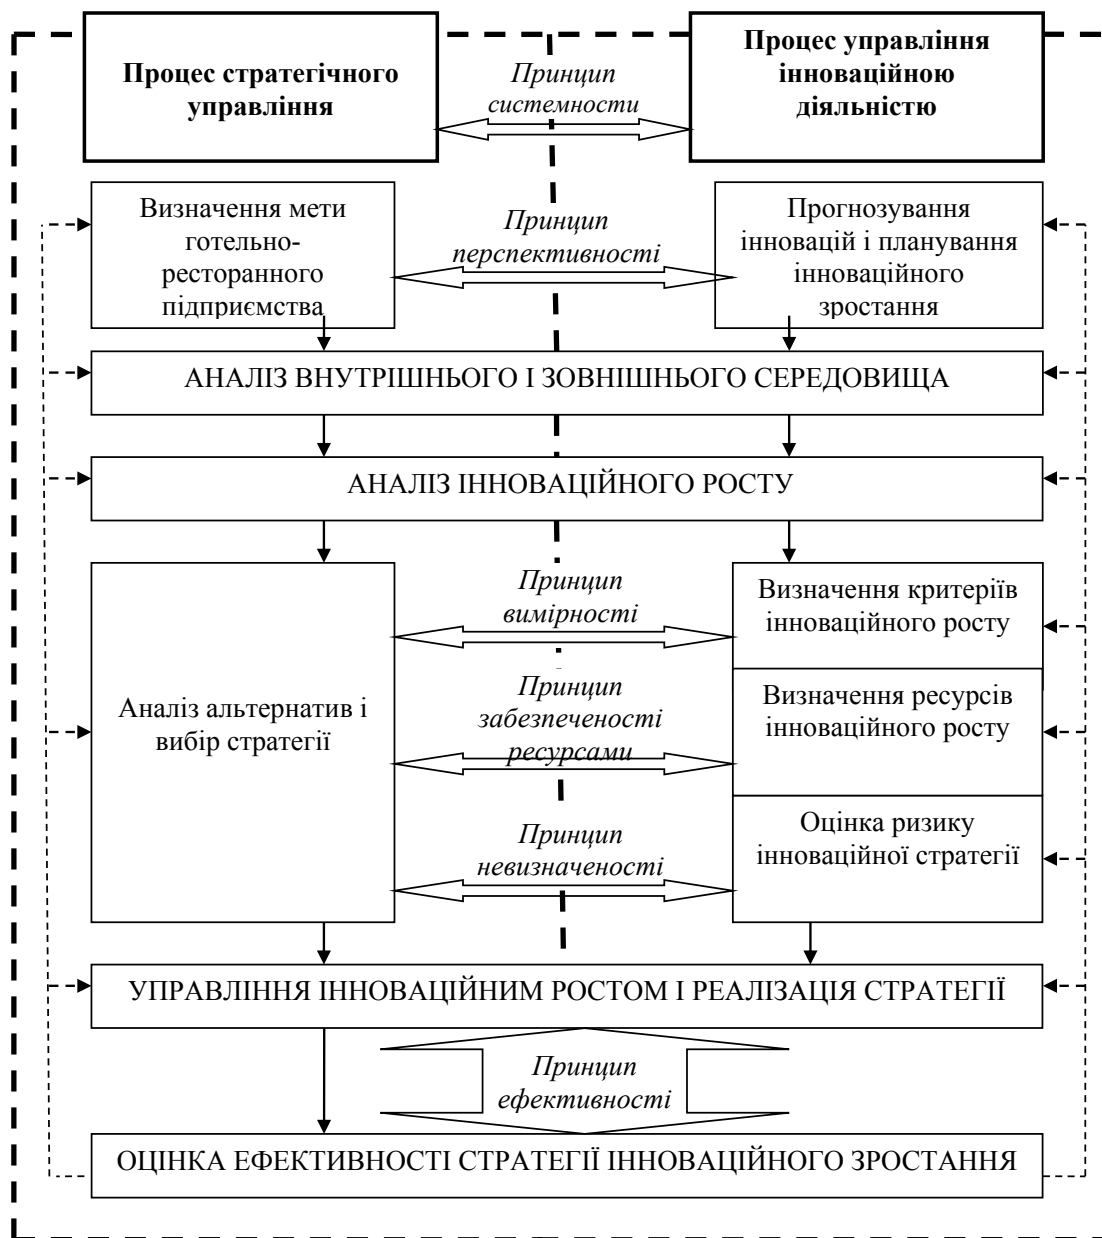 Процес стратегічного
управління
Принцип
системности
Процес управління
інноваційною
діяльністю
Визначення мети
готельно-
ресторанного
підприємства
Принцип
перспективності
Прогнозування
інновацій і планування
інноваційного
зростання
АНАЛІЗ ВНУТРІШНЬОГО І ЗОВНІШНЬОГО СЕРЕДОВИЩА
АНАЛІЗ ІННОВАЦІЙНОГО РОСТУ
Аналіз альтернатив і
вибір стратегії
Принцип
вимірності
Визначення критеріїв
інноваційного росту
Принцип
забезпеченості
ресурсами
Визначення ресурсів
інноваційного росту
Принцип
невизначеності
Оцінка ризику
інноваційної стратегії
УПРАВЛІННЯ ІННОВАЦІЙНИМ РОСТОМ І РЕАЛІЗАЦІЯ СТРАТЕГІЇ
Принцип
ефективності
ОЦІНКА ЕФЕКТИВНОСТІ СТРАТЕГІЇ ІННОВАЦІЙНОГО ЗРОСТАННЯ